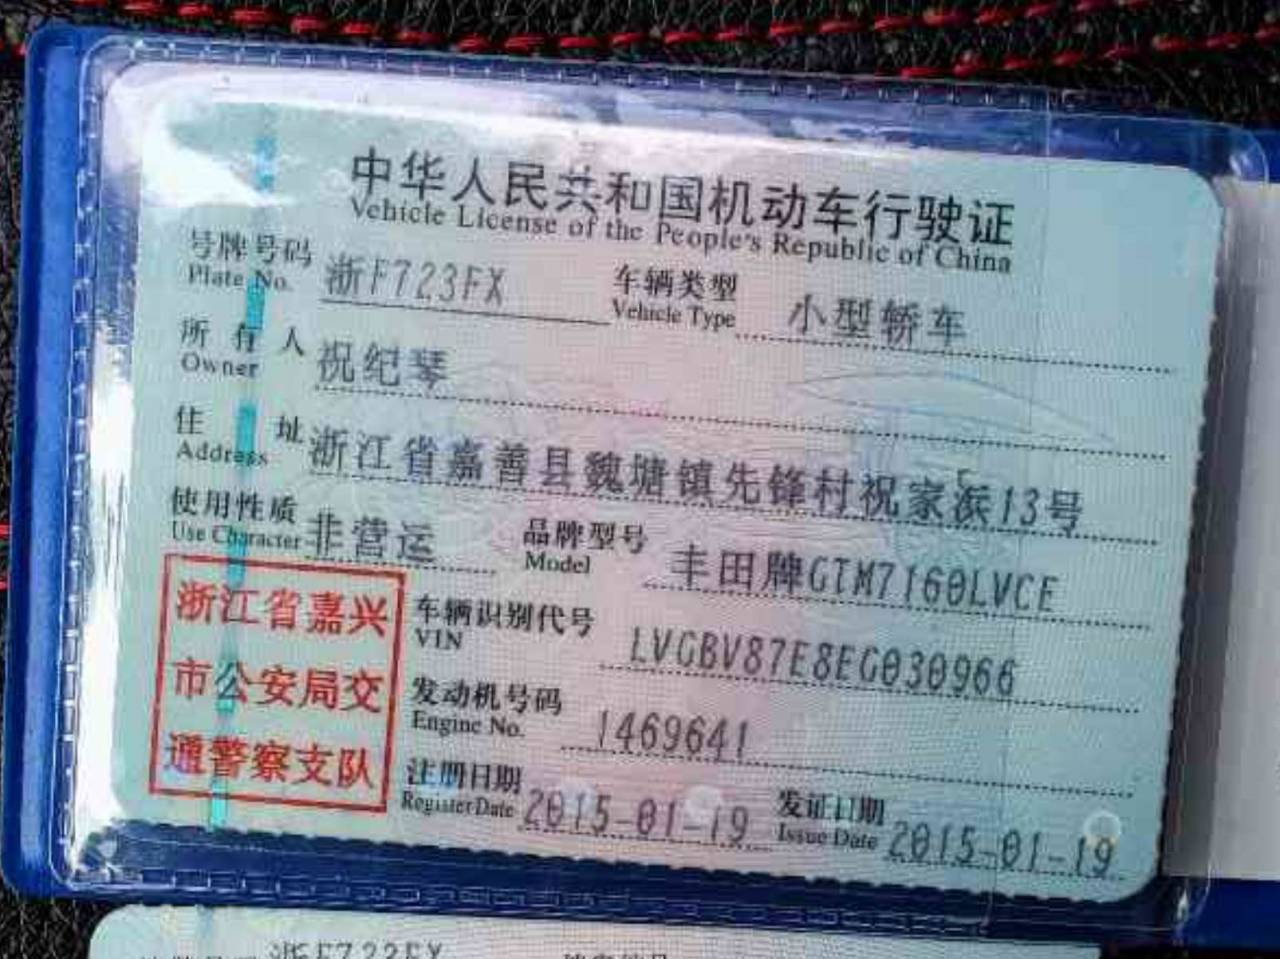 中华人民共和国机动车行驶证
Vehicle License of the People's Republic of China
号牌号码 浙F723FX 车辆类型 小型轿车
Plate No. Vehicle Type
所有人 祝纪琴
Owner
住址 浙江省嘉善县魏塘镇先锋村祝家浜13号
Address
使用性质 非营运 品牌型号 丰田牌GTM7160LVCE
Use Character Model
浙江省嘉兴
市公安局交
通警察支队
车辆识别代号 LVGBV87E8EG030966
VIN
发动机号码 1469641
Engine No.
注册日期 2015-01-19 发证日期 2015-01-19
Register Date Issue Date
浙F723FX